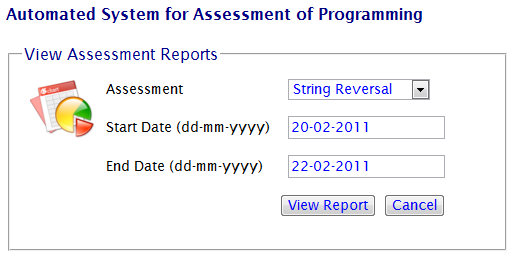 Automated System for Assessment of Programming
View Assessment Reports
Assessment String Reversal
Start Date (dd-mm-yyyy) 20-02-2011
End Date (dd-mm-yyyy) 22-02-2011
View Report Cancel